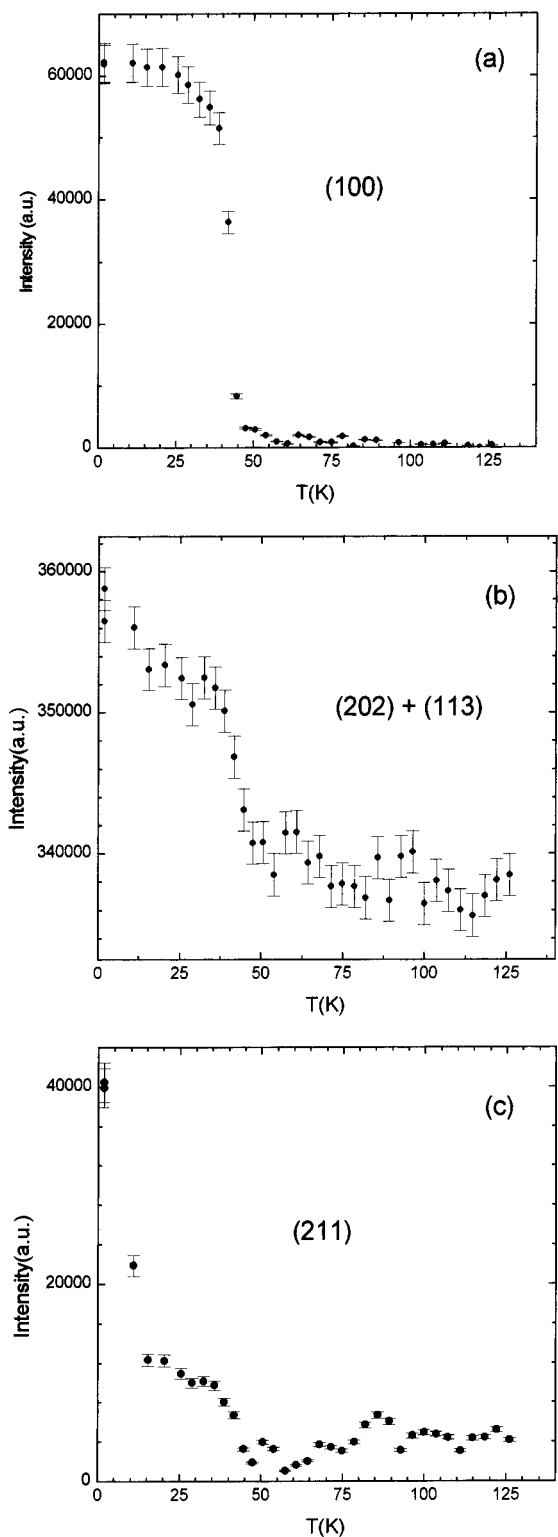 (a)
60000
40000
20000
0
Intensity (a.u.)
(100)
0 25 50 75 100 125
T(K)
(b)
360000
350000
340000
Intensity(a.u.)
(202) + (113)
0 25 50 75 100 125
T(K)
(c)
40000
20000
0
Intensity(a.u.)
(211)
0 25 50 75 100 125
T(K)